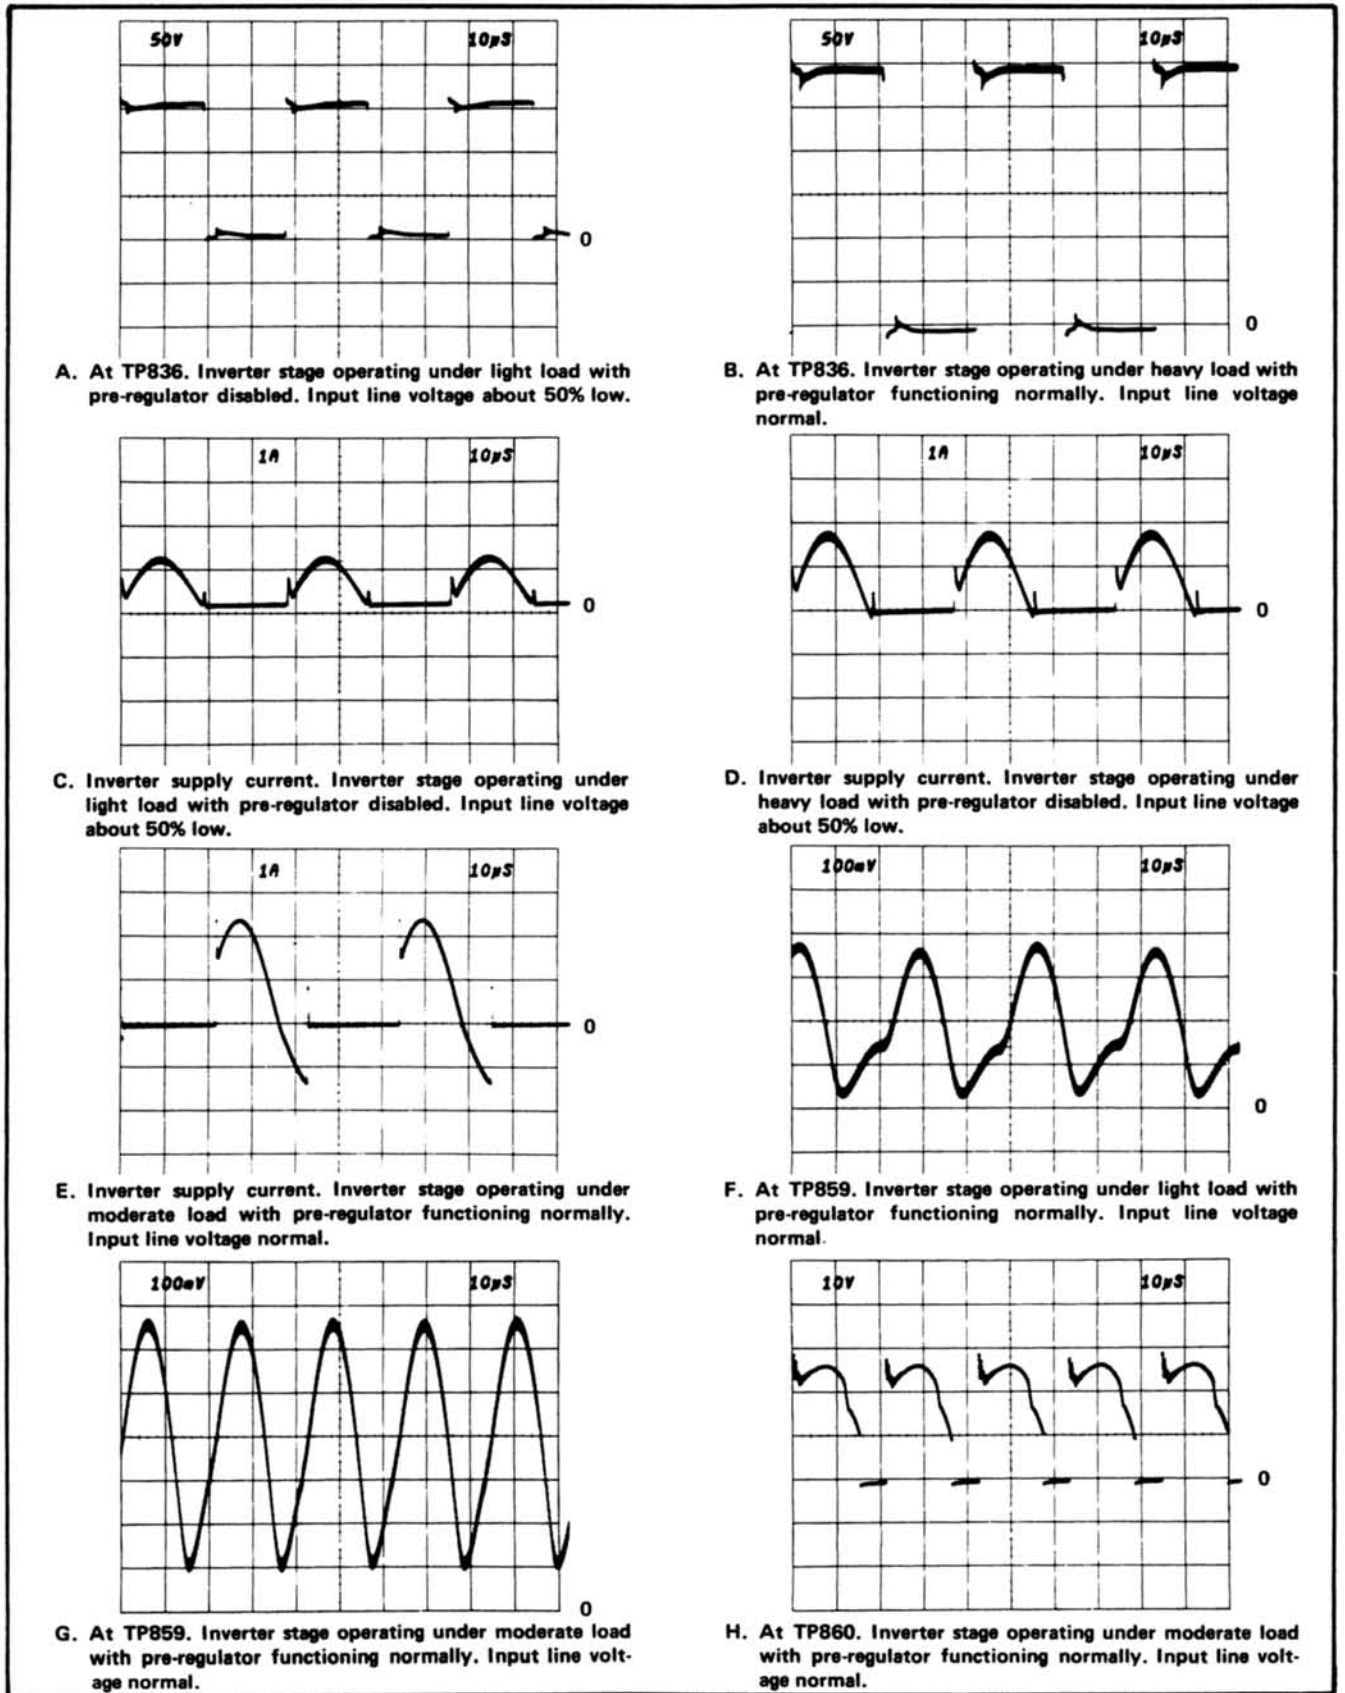 50V 10µS
0
A. At TP836. Inverter stage operating under light load with
pre-regulator disabled. Input line voltage about 50% low.
50V 10µS
0
B. At TP836. Inverter stage operating under heavy load with
pre-regulator functioning normally. Input line voltage
normal.
1A 10µS
0
C. Inverter supply current. Inverter stage operating under
light load with pre-regulator disabled. Input line voltage
about 50% low.
1A 10µS
0
D. Inverter supply current. Inverter stage operating under
heavy load with pre-regulator disabled. Input line voltage
about 50% low.
1A 10µS
0
E. Inverter supply current. Inverter stage operating under
moderate load with pre-regulator functioning normally.
Input line voltage normal.
100mV 10µS
0
F. At TP859. Inverter stage operating under light load with
pre-regulator functioning normally. Input line voltage
normal.
100mV 10µS
0
G. At TP859. Inverter stage operating under moderate load
with pre-regulator functioning normally. Input line volt-
age normal.
10V 10µS
0
H. At TP860. Inverter stage operating under moderate load
with pre-regulator functioning normally. Input line volt-
age normal.